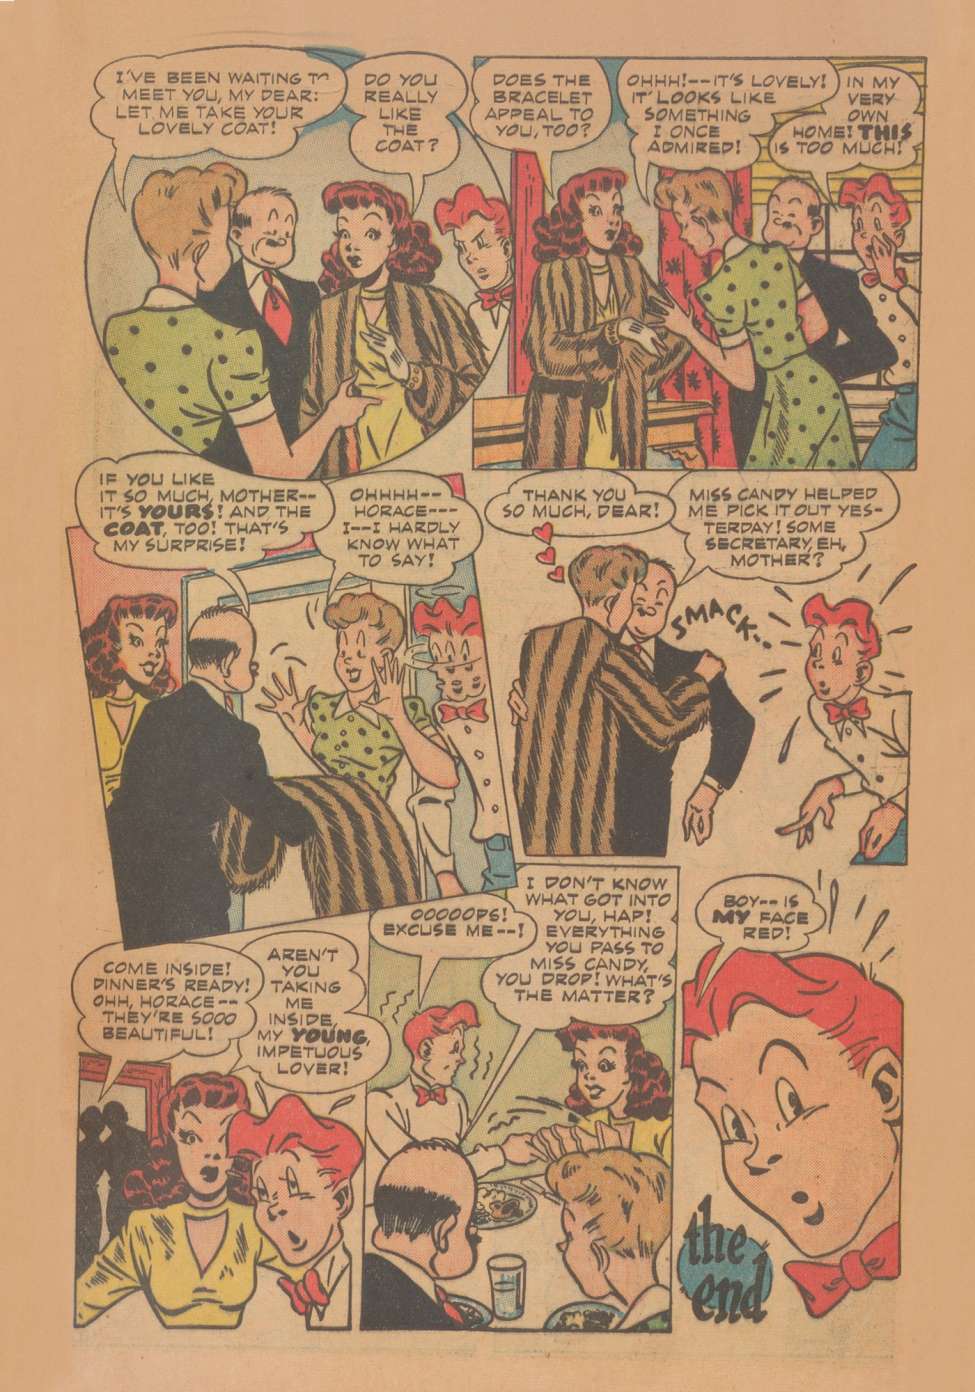 I'VE BEEN WAITING TO
MEET YOU, MY DEAR:
LET ME TAKE YOUR
LOVELY COAT!
DO YOU
REALLY
LIKE
THE
COAT?
DOES THE
BRACELET
APPEAL TO
YOU, TOO?
OHHH!--IT'S LOVELY!
IT LOOKS LIKE
SOMETHING
I ONCE
ADMIRED!
IN MY
VERY
OWN
HOME! THIS
IS TOO MUCH!
IF YOU LIKE
IT SO MUCH, MOTHER--
IT'S YOURS! AND THE
COAT, TOO! THAT'S
MY SURPRISE!
OHHHH--
HORACE---
I--I HARDLY
KNOW WHAT
TO SAY!
THANK YOU
SO MUCH, DEAR!
MISS CANDY HELPED
ME PICK IT OUT YES-
TERDAY! SOME
SECRETARY, EH,
MOTHER?
SMACK--
COME INSIDE!
DINNER'S READY!
OHH, HORACE--
THEY'RE SOOO
BEAUTIFUL!
AREN'T
YOU
TAKING
ME
INSIDE,
MY YOUNG,
IMPETUOUS
LOVER!
OOOOOPS!
EXCUSE ME--!
I DON'T KNOW
WHAT GOT INTO
YOU, HAP!
EVERYTHING
YOU PASS TO
MISS CANDY,
YOU DROP! WHAT'S
THE MATTER?
BOY-- IS
MY FACE
RED!
the
end